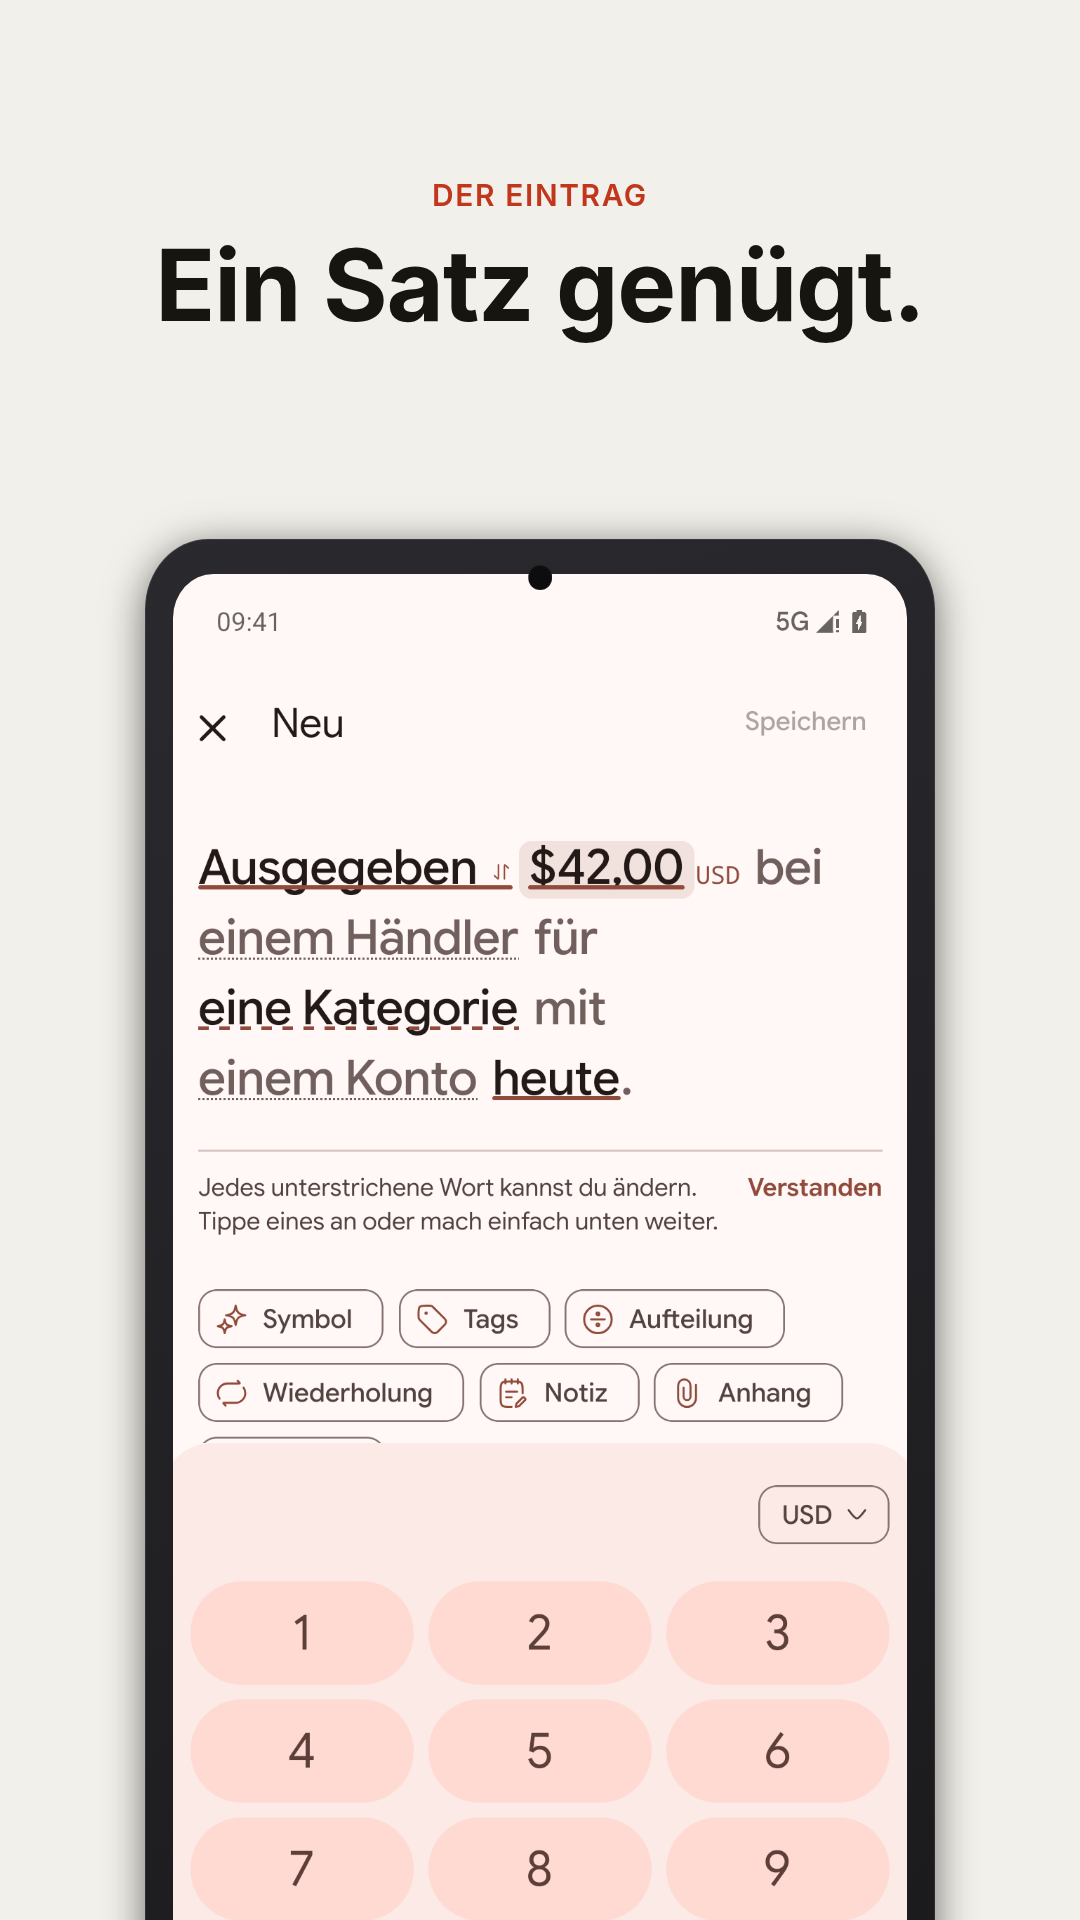 DER EINTRAG
Ein Satz genügt.
09:41
5G
Neu
Speichern
Ausgegeben $42,00 USD bei
einem Händler für
eine Kategorie mit
einem Konto heute.
Jedes unterstrichene Wort kannst du ändern.
Tippe eines an oder mach einfach unten weiter.
Verstanden
Symbol
Tags
Aufteilung
Wiederholung
Notiz
Anhang
USD
1
2
3
4
5
6
7
8
9